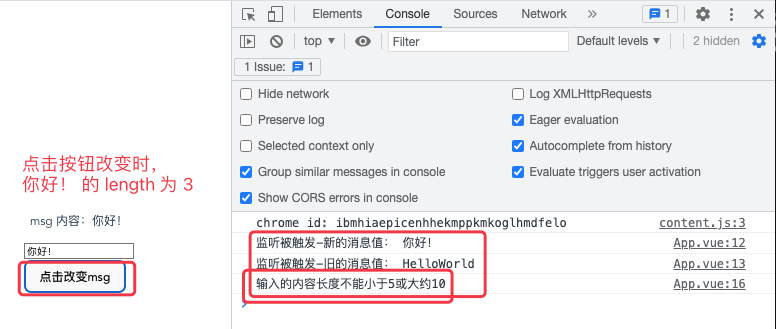 Elements Console Sources Network 1
top Filter Default levels 2 hidden
1 Issue: 1
Hide network Log XMLHttpRequests
Preserve log Eager evaluation
Selected context only Autocomplete from history
Group similar messages in console Evaluate triggers user activation
Show CORS errors in console
点击按钮改变时，
你好！ 的 length 为 3
msg 内容：你好！
你好！
点击改变msg
chrome id: ibmhiaepicenhhekmppkmkoglhmdfelo content.js:3
监听被触发-新的消息值： 你好！ App.vue:12
监听被触发-旧的消息值： HelloWorld App.vue:13
输入的内容长度不能小于5或大约10 App.vue:16